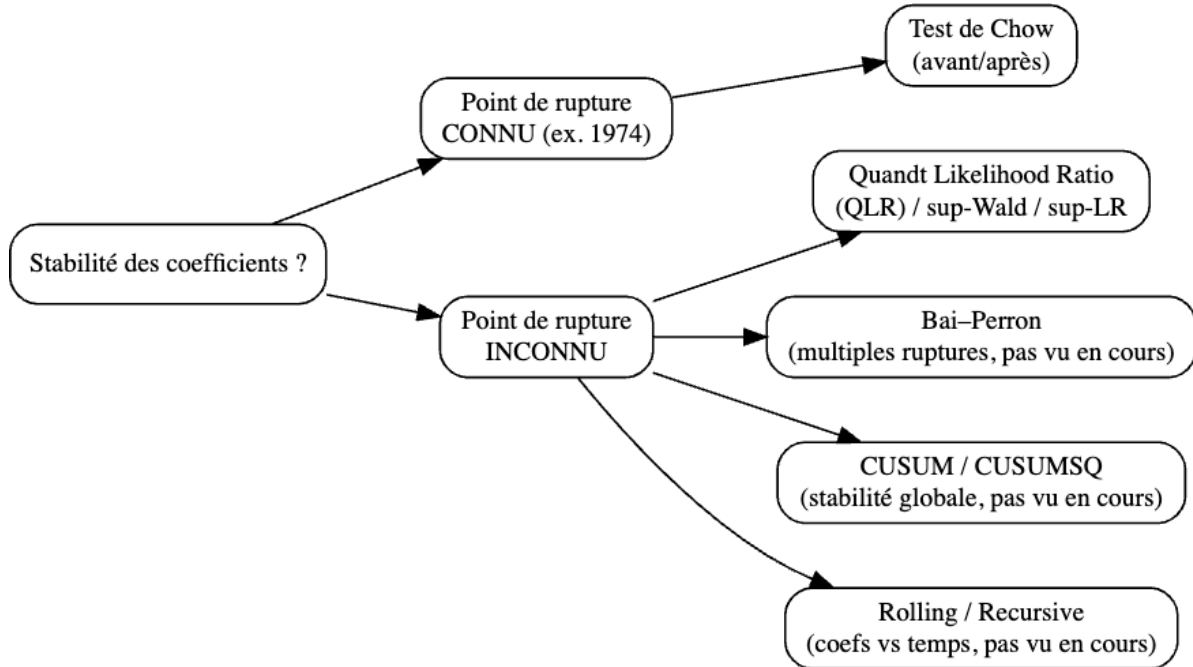 Stabilité des coefficients ?
Point de rupture
CONNU (ex. 1974)
Test de Chow
(avant/après)
Point de rupture
INCONNU
Quandt Likelihood Ratio
(QLR) / sup-Wald / sup-LR
Bai–Perron
(multiples ruptures, pas vu en cours)
CUSUM / CUSUMSQ
(stabilité globale, pas vu en cours)
Rolling / Recursive
(coefs vs temps, pas vu en cours)